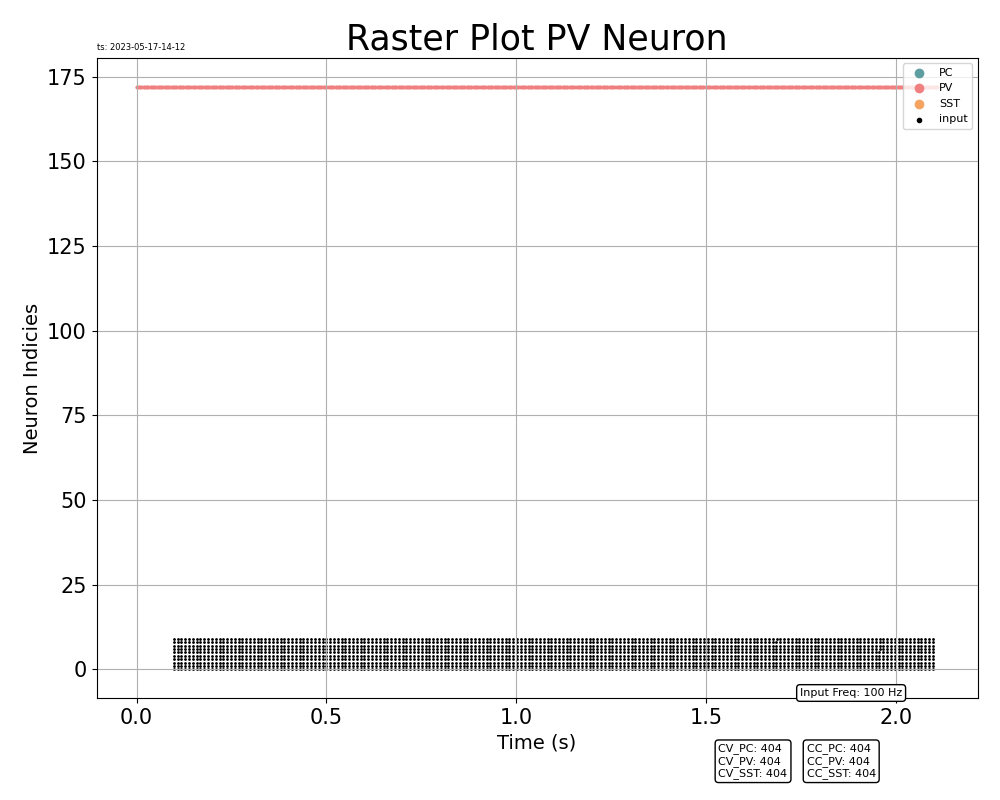 Raster Plot PV Neuron
ts: 2023-05-17-14-12
175
150
125
100
75
50
25
0
Neuron Indicies
PC
PV
SST
input
0.0 0.5 1.0 1.5 2.0
Time (s)
Input Freq: 100 Hz
CV_PC: 404
CV_PV: 404
CV_SST: 404
CC_PC: 404
CC_PV: 404
CC_SST: 404